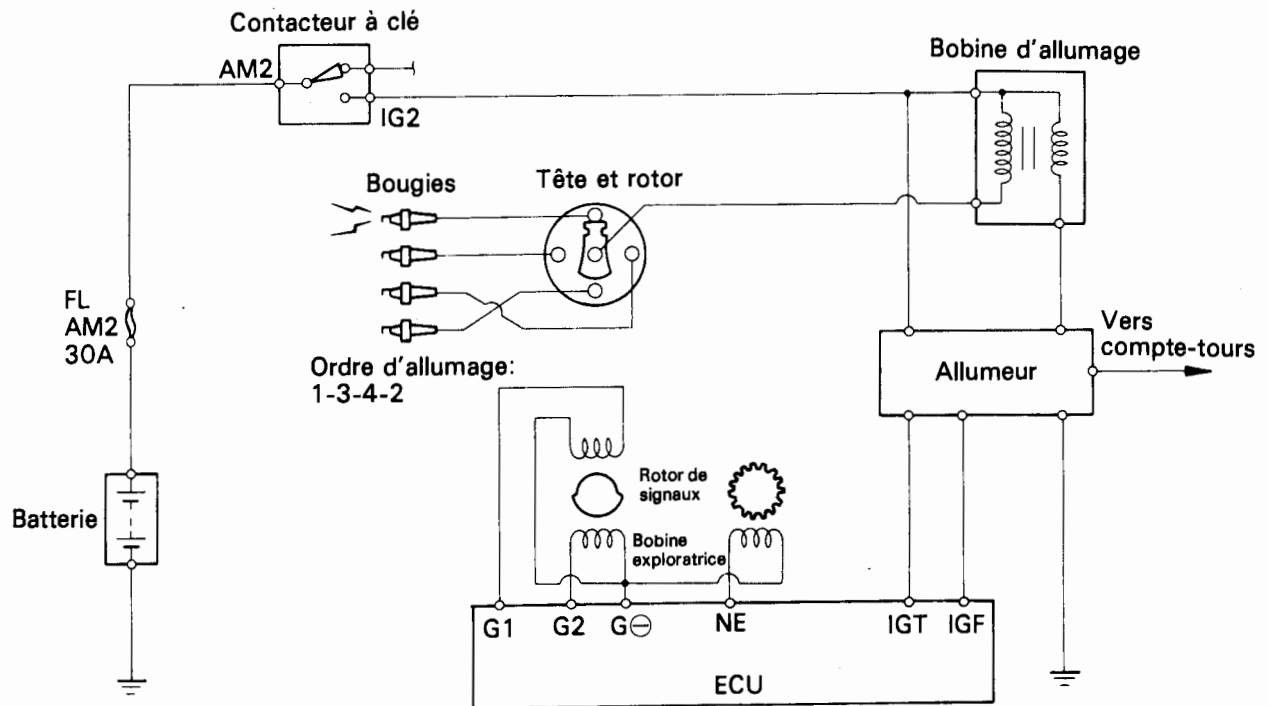 Contacteur à clé
Bobine d'allumage
AM2
IG2
Bougies
Tête et rotor
FL
AM2
30A
Vers
compte-tours
Ordre d'allumage:
1-3-4-2
Allumeur
Rotor de
signaux
Batterie
Bobine
exploratrice
G1
G2
G⊖
NE
IGT
IGF
ECU